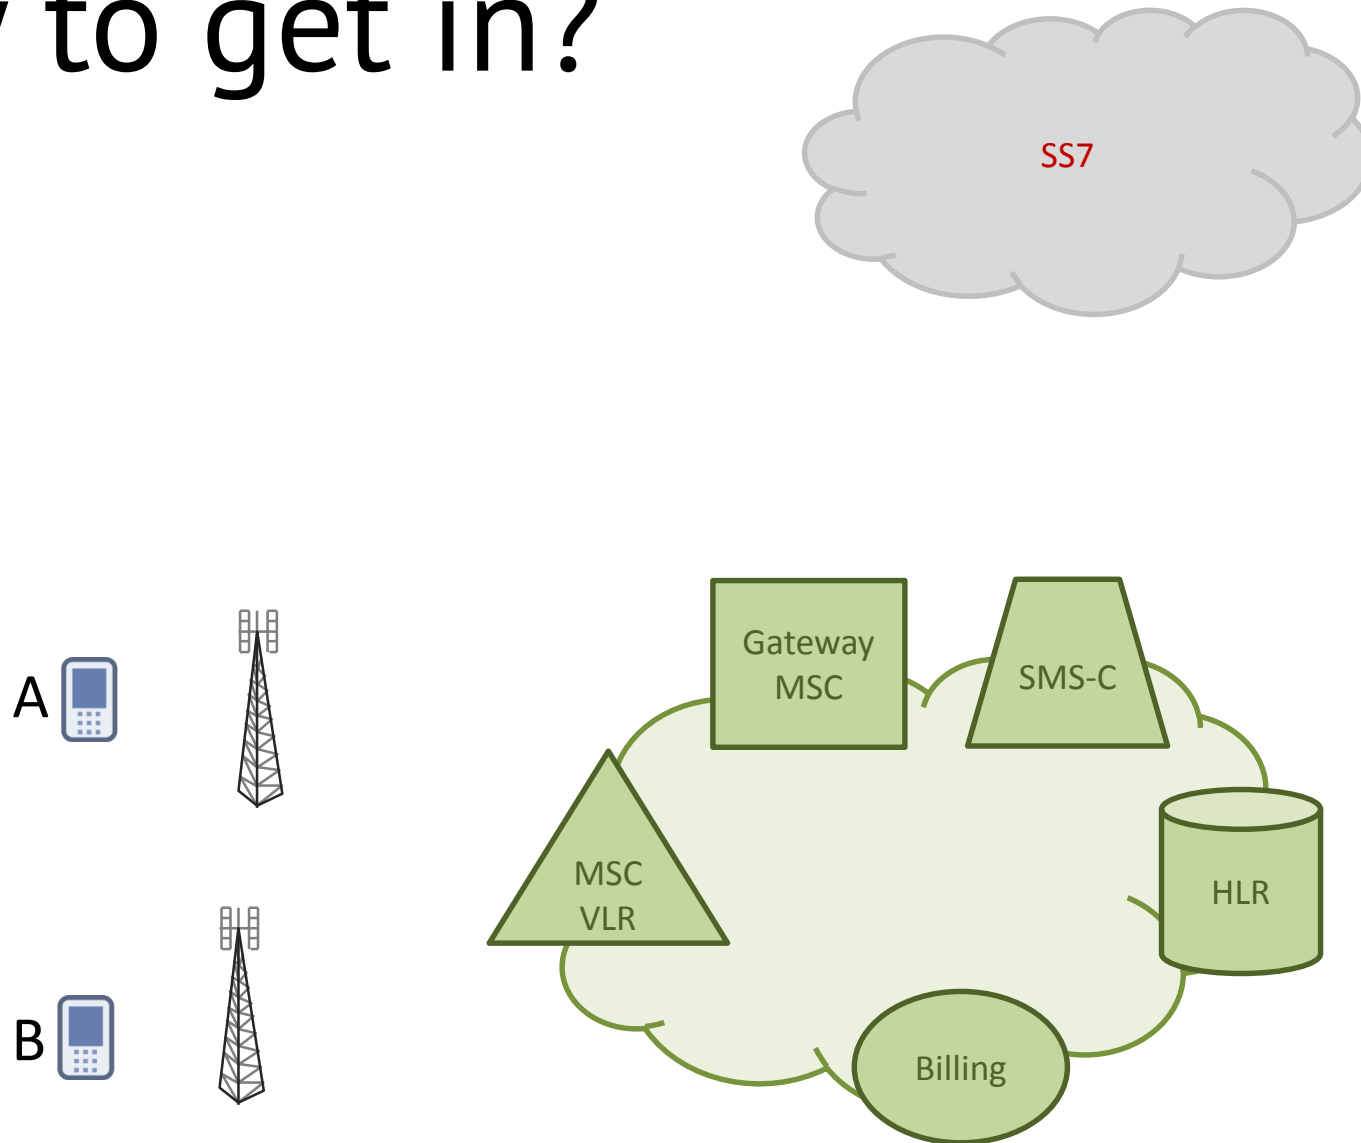 to get in?
SS7
Gateway
MSC
SMS-C
A
MSC
VLR
HLR
B
Billing